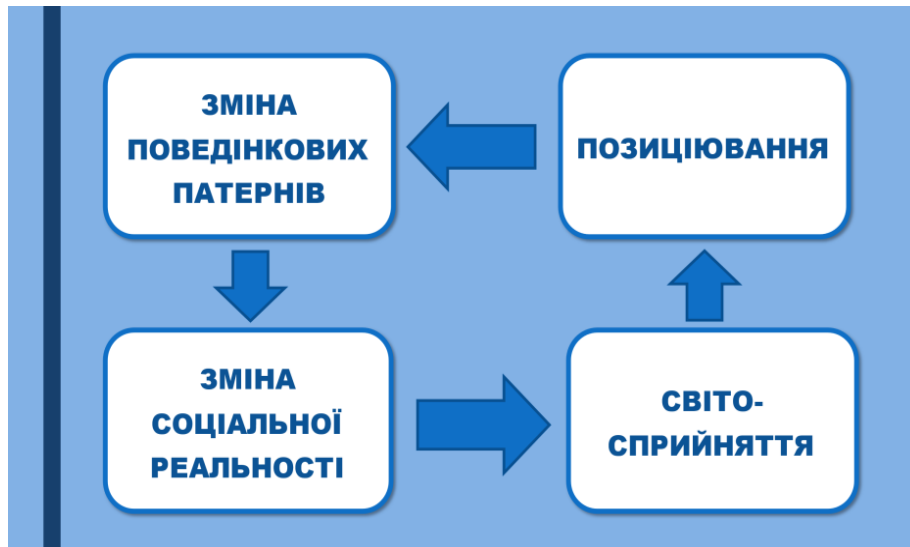 ЗМІНА
ПОВЕДІНКОВИХ
ПАТЕРНІВ
ПОЗИЦІЮВАННЯ
ЗМІНА
СОЦІАЛЬНОЇ
РЕАЛЬНОСТІ
СВІТО-
СПРИЙНЯТТЯ